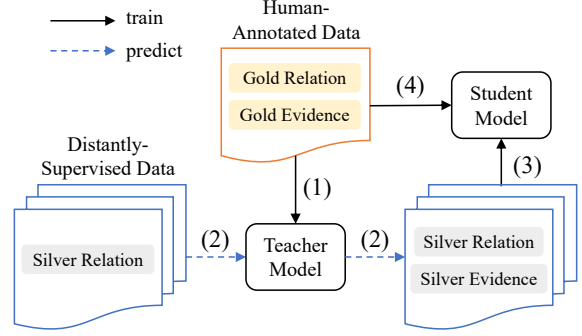 train
predict
Human-
Annotated Data
Gold Relation
Gold Evidence
(4)
Student
Model
Distantly-
Supervised Data
(1)
(3)
Silver Relation
(2)
Teacher
Model
(2)
Silver Relation
Silver Evidence